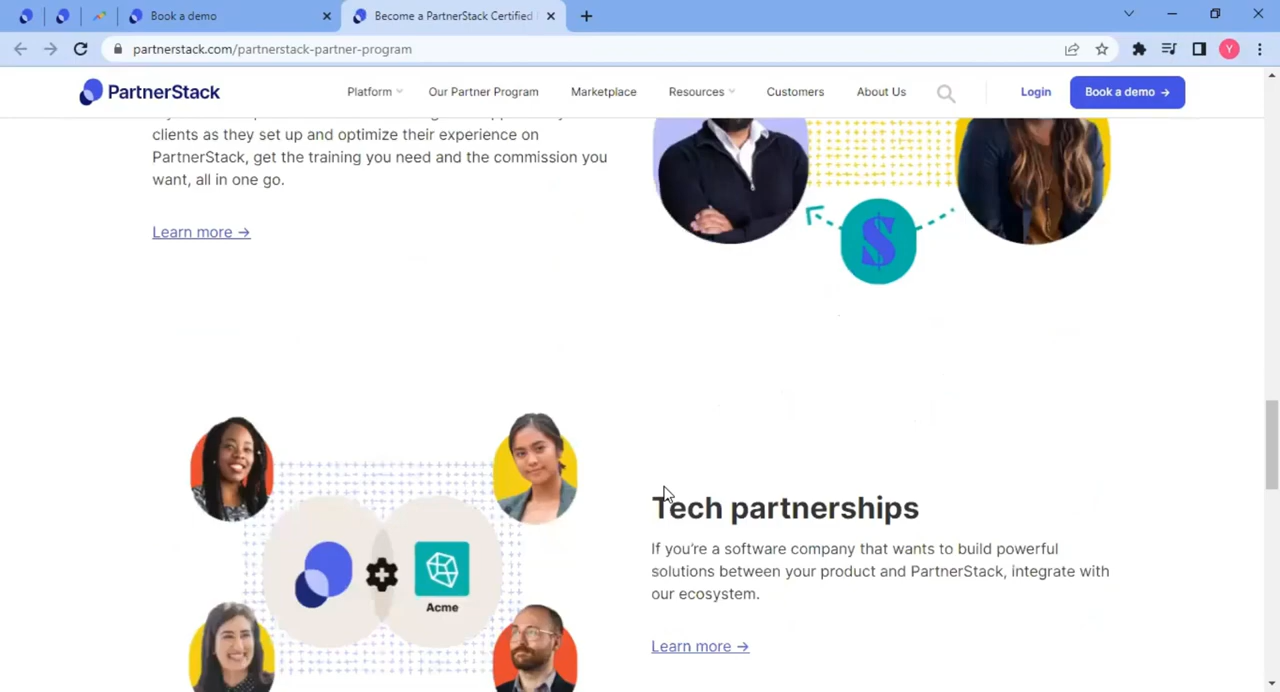 Book a demo
Become a PartnerStack Certified
partnerstack.com/partnerstack-partner-program
Y
PartnerStack
Platform
Our Partner Program
Marketplace
Resources
Customers
About Us
Login
Book a demo →
clients as they set up and optimize their experience on
PartnerStack, get the training you need and the commission you
want, all in one go.
Learn more →
$
Acme
Tech partnerships
If you're a software company that wants to build powerful
solutions between your product and PartnerStack, integrate with
our ecosystem.
Learn more →